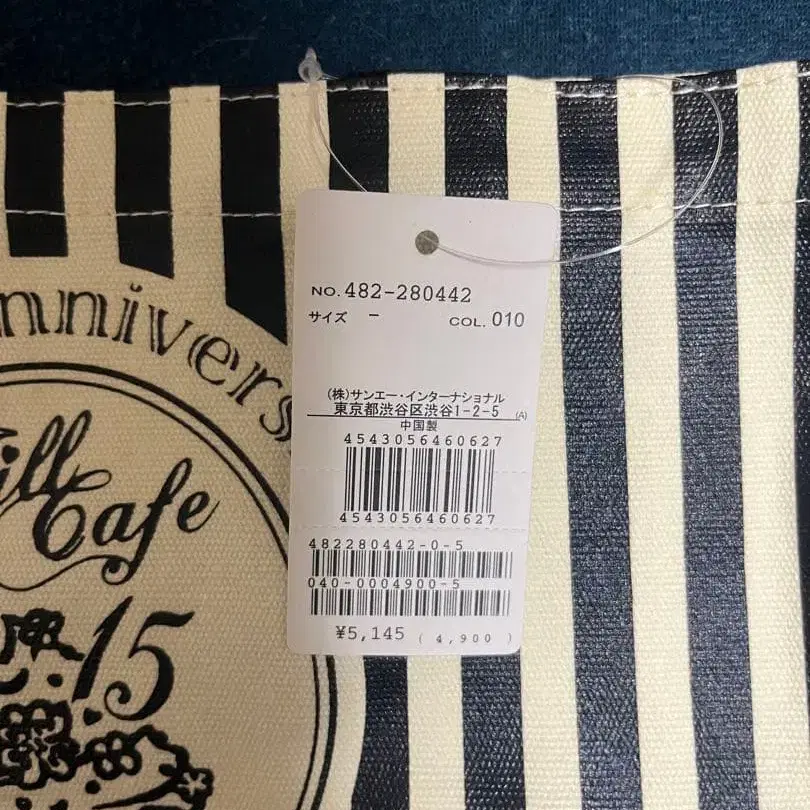 NO. 482-280442
サイズ - COL. 010
(株)サンエー・インターナショナル
東京都渋谷区渋谷1-2-5 (A)
中国製
4543056460627
4543056460627
482280442-0-5
040-0004900-5
¥5,145 ( 4,900 )
Cafe
15